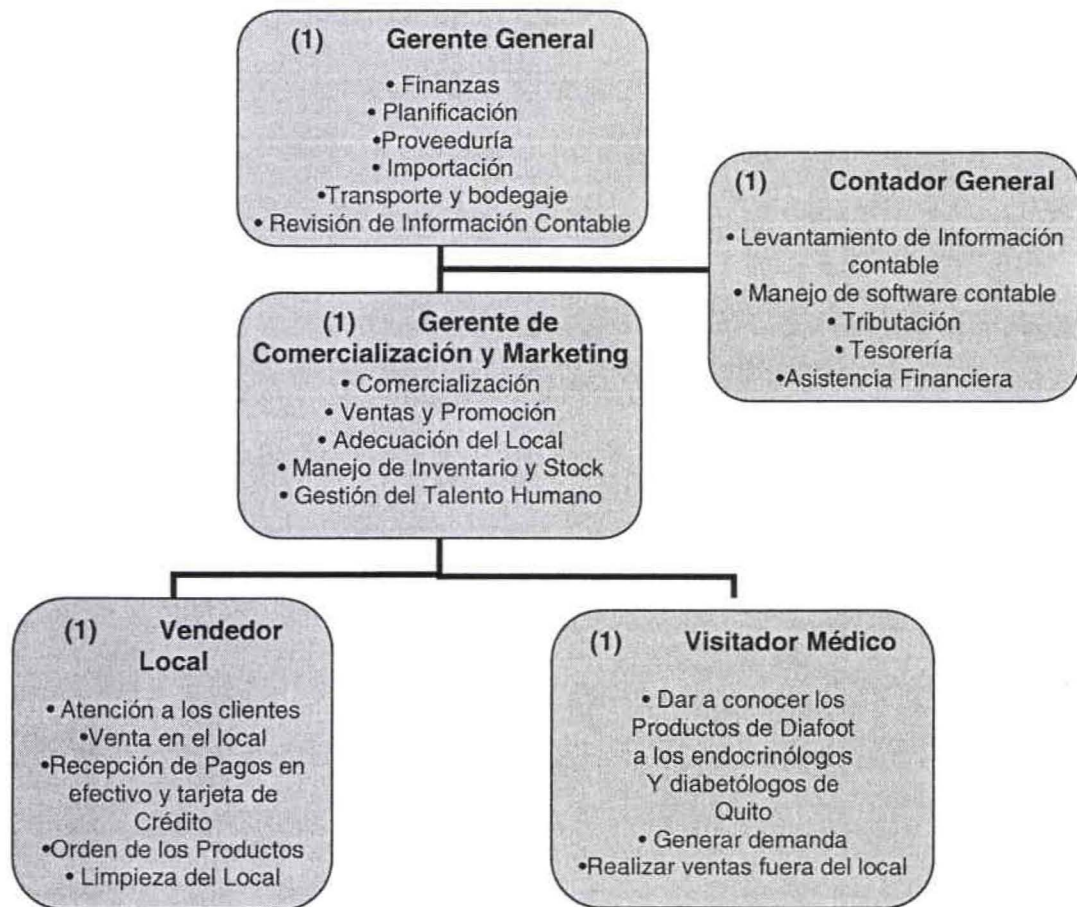 (1) Gerente General
• Finanzas
• Planificación
•Proveeduría
• Importación
•Transporte y bodegaje
• Revisión de Información Contable
(1) Contador General
• Levantamiento de Información
contable
• Manejo de software contable
• Tributación
• Tesorería
•Asistencia Financiera
(1) Gerente de
Comercialización y Marketing
• Comercialización
• Ventas y Promoción
• Adecuación del Local
• Manejo de Inventario y Stock
• Gestión del Talento Humano
(1) Vendedor
Local
• Atención a los clientes
•Venta en el local
•Recepción de Pagos en
efectivo y tarjeta de
Crédito
•Orden de los Productos
• Limpieza del Local
(1) Visitador Médico
• Dar a conocer los
Productos de Diafoot
a los endocrinólogos
Y diabetólogos de
Quito
• Generar demanda
•Realizar ventas fuera del local